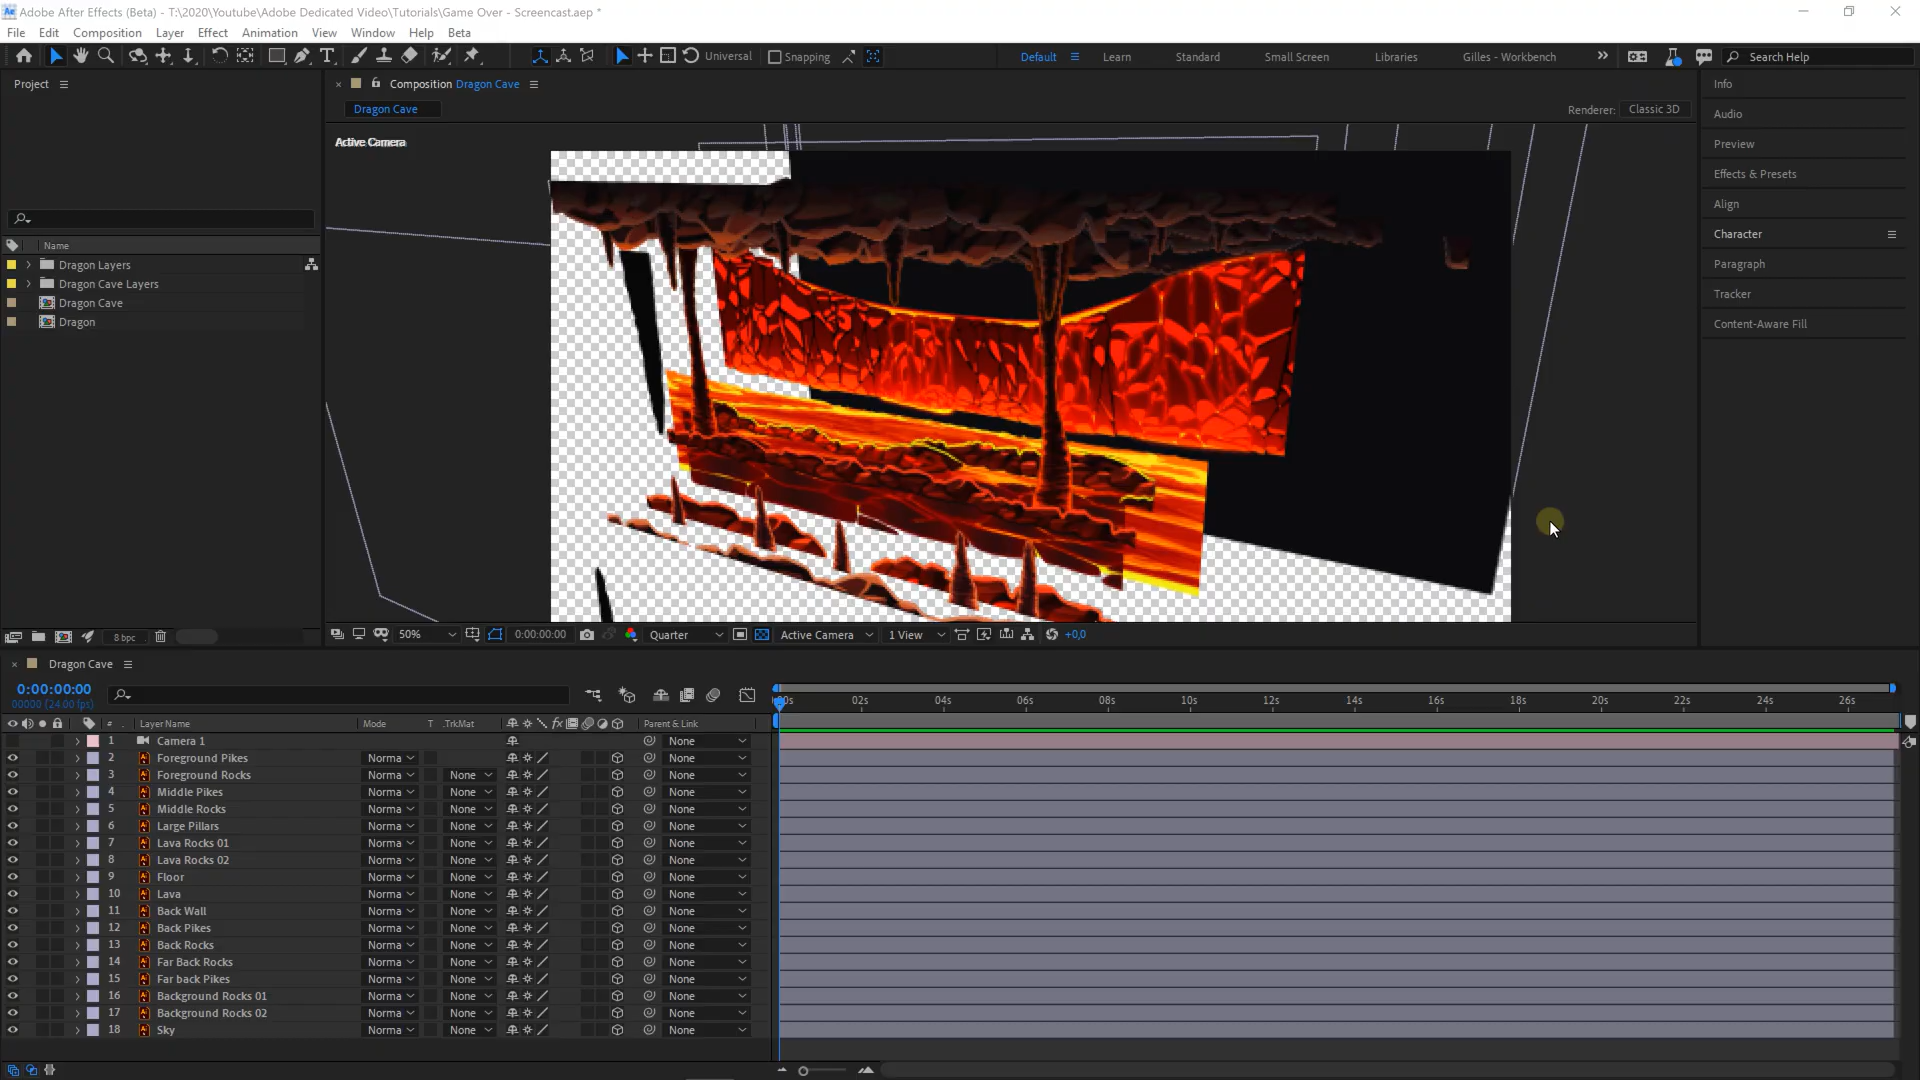 Adobe After Effects (Beta) - T:\2020\Youtube\Adobe Dedicated Video\Tutorials\Game Over - Screencast.aep *
File Edit Composition Layer Effect Animation View Window Help Beta
Universal Snapping Default Learn Standard Small Screen Libraries Gilles - Workbench Search Help
Project
Composition Dragon Cave
Dragon Cave
Renderer: Classic 3D
Active Camera
Name
Dragon Layers
Dragon Cave Layers
Dragon Cave
Dragon
Info
Audio
Preview
Effects & Presets
Align
Character
Paragraph
Tracker
Content-Aware Fill
8 bpc
50% 0:00:00:00 Quarter Active Camera 1 View +0,0
Dragon Cave
0:00:00:00
00000 (24.00 fps)
02s 04s 06s 08s 10s 12s 14s 16s 18s 20s 22s 24s 26s
# Layer Name Mode T .TrkMat Parent & Link
1 Camera 1 None
2 Foreground Pikes Norma None
3 Foreground Rocks Norma None None
4 Middle Pikes Norma None None
5 Middle Rocks Norma None None
6 Large Pillars Norma None None
7 Lava Rocks 01 Norma None None
8 Lava Rocks 02 Norma None None
9 Floor Norma None None
10 Lava Norma None None
11 Back Wall Norma None None
12 Back Pikes Norma None None
13 Back Rocks Norma None None
14 Far Back Rocks Norma None None
15 Far back Pikes Norma None None
16 Background Rocks 01 Norma None None
17 Background Rocks 02 Norma None None
18 Sky Norma None None